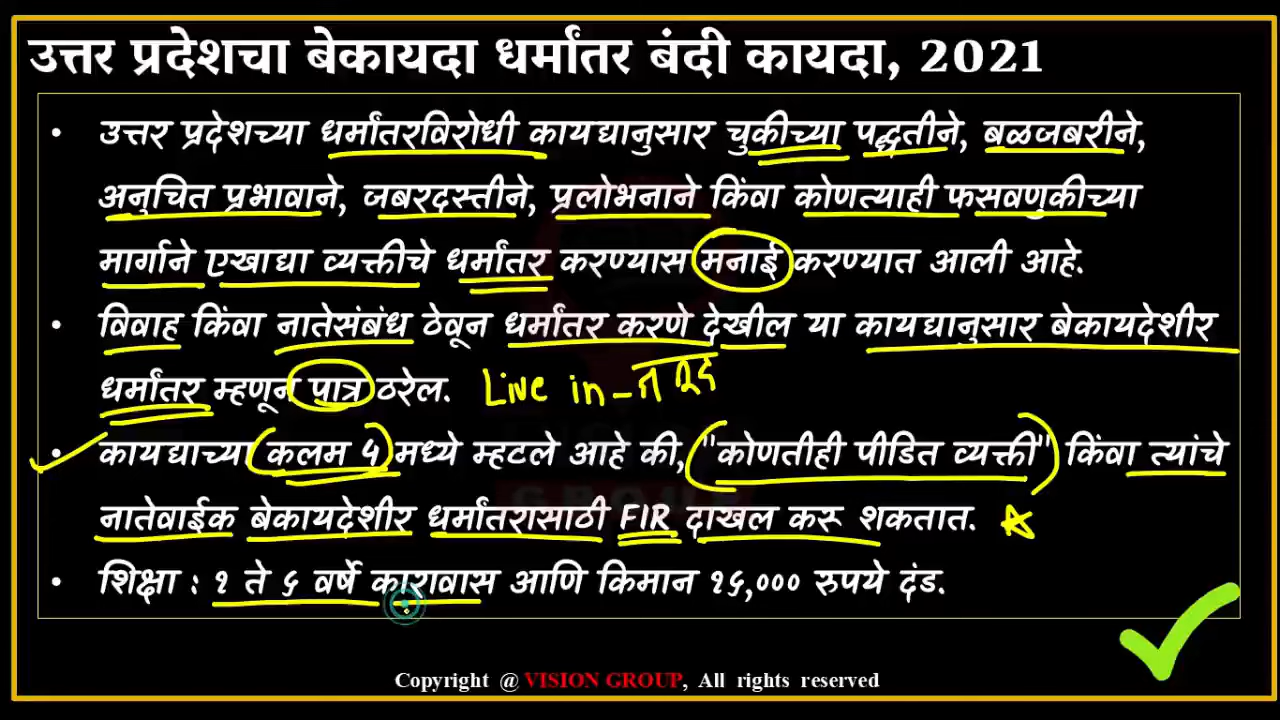 उत्तर प्रदेशचा बेकायदा धर्मांतर बंदी कायदा, 2021
• उत्तर प्रदेशच्या धर्मांतरविरोधी कायद्यानुसार चुकीच्या पद्धतीने, बळजबरीने,
अनुचित प्रभावाने, जबरदस्तीने, प्रलोभनाने किंवा कोणत्याही फसवणुकीच्या
मार्गाने एखाद्या व्यक्तीचे धर्मांतर करण्यास मनाई करण्यात आली आहे.
• विवाह किंवा नातेसंबंध ठेवून धर्मांतर करणे देखील या कायद्यानुसार बेकायदेशीर
धर्मांतर म्हणून पात्र ठरेल. Live in -
• कायद्याच्या कलम ५ मध्ये म्हटले आहे की, "कोणतीही पीडित व्यक्ती" किंवा त्यांचे
नातेवाईक बेकायदेशीर धर्मांतरासाठी FIR दाखल करू शकतात.
• शिक्षा : १ ते ५ वर्षे कारावास आणि किमान १५,००० रुपये दंड.
Copyright @ VISION GROUP, All rights reserved